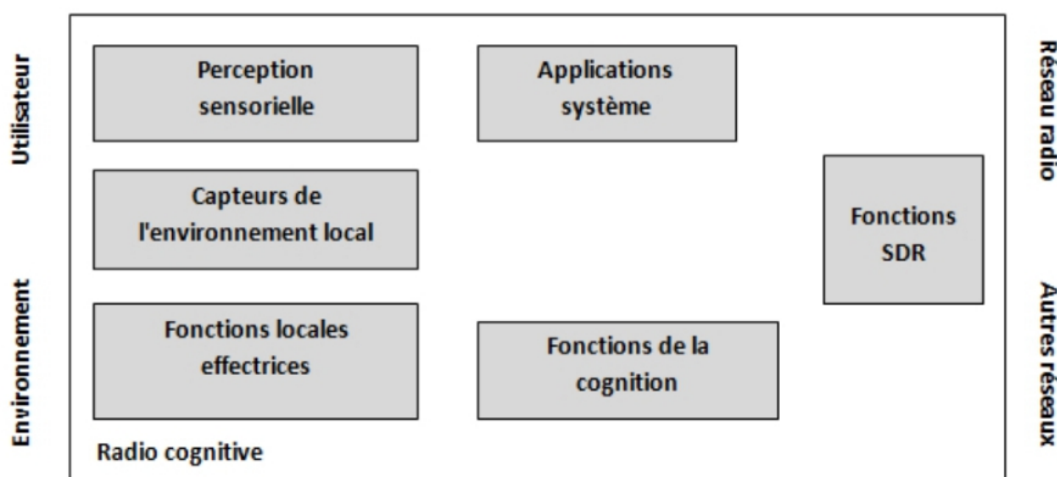 Utilisateur
Environnement
Perception
sensorielle
Capteurs de
l'environnement local
Fonctions locales
effectrices
Radio cognitive
Applications
système
Fonctions de la
cognition
Fonctions
SDR
Réseau radio
Autres réseaux